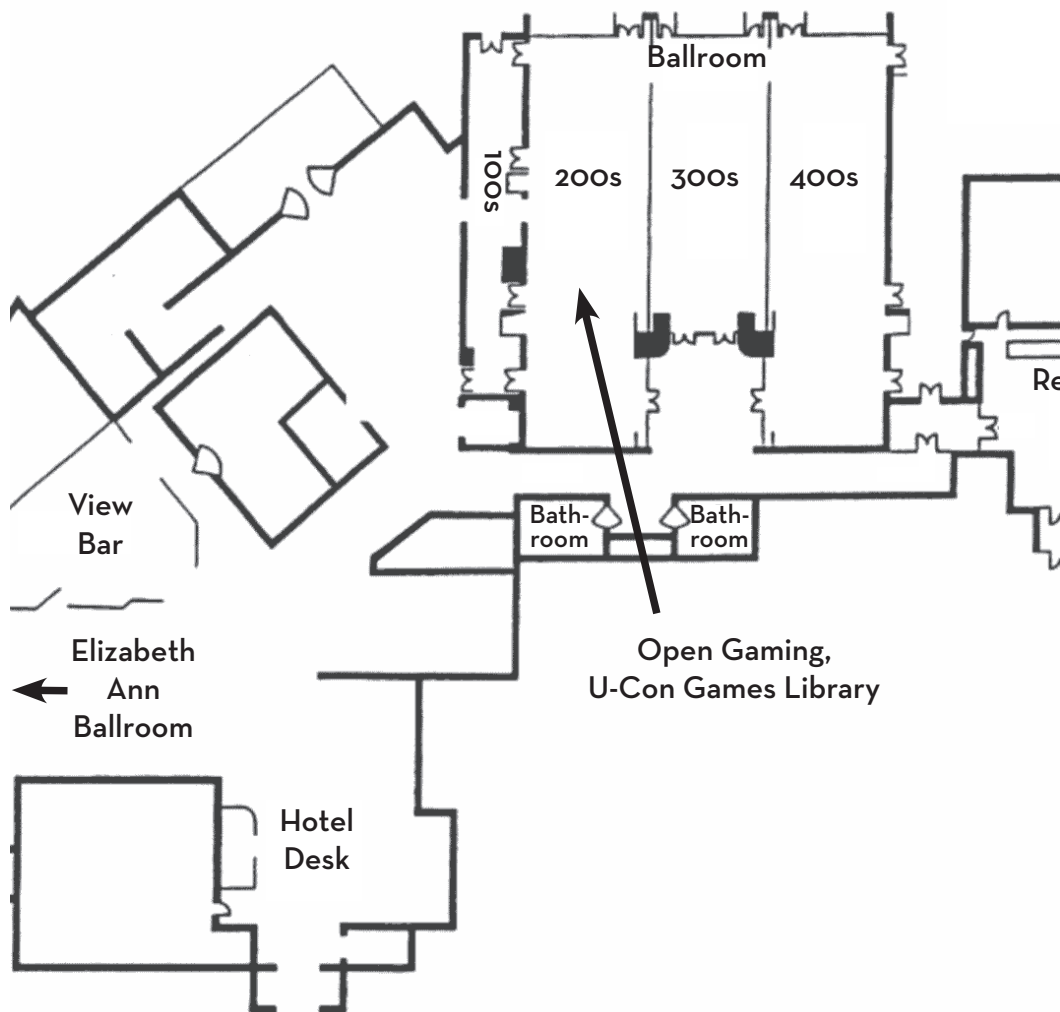 Ballroom
100s
200s
300s
400s
Re
View
Bar
Bath-
room
Bath-
room
Elizabeth
Ann
Ballroom
Open Gaming,
U-Con Games Library
Hotel
Desk